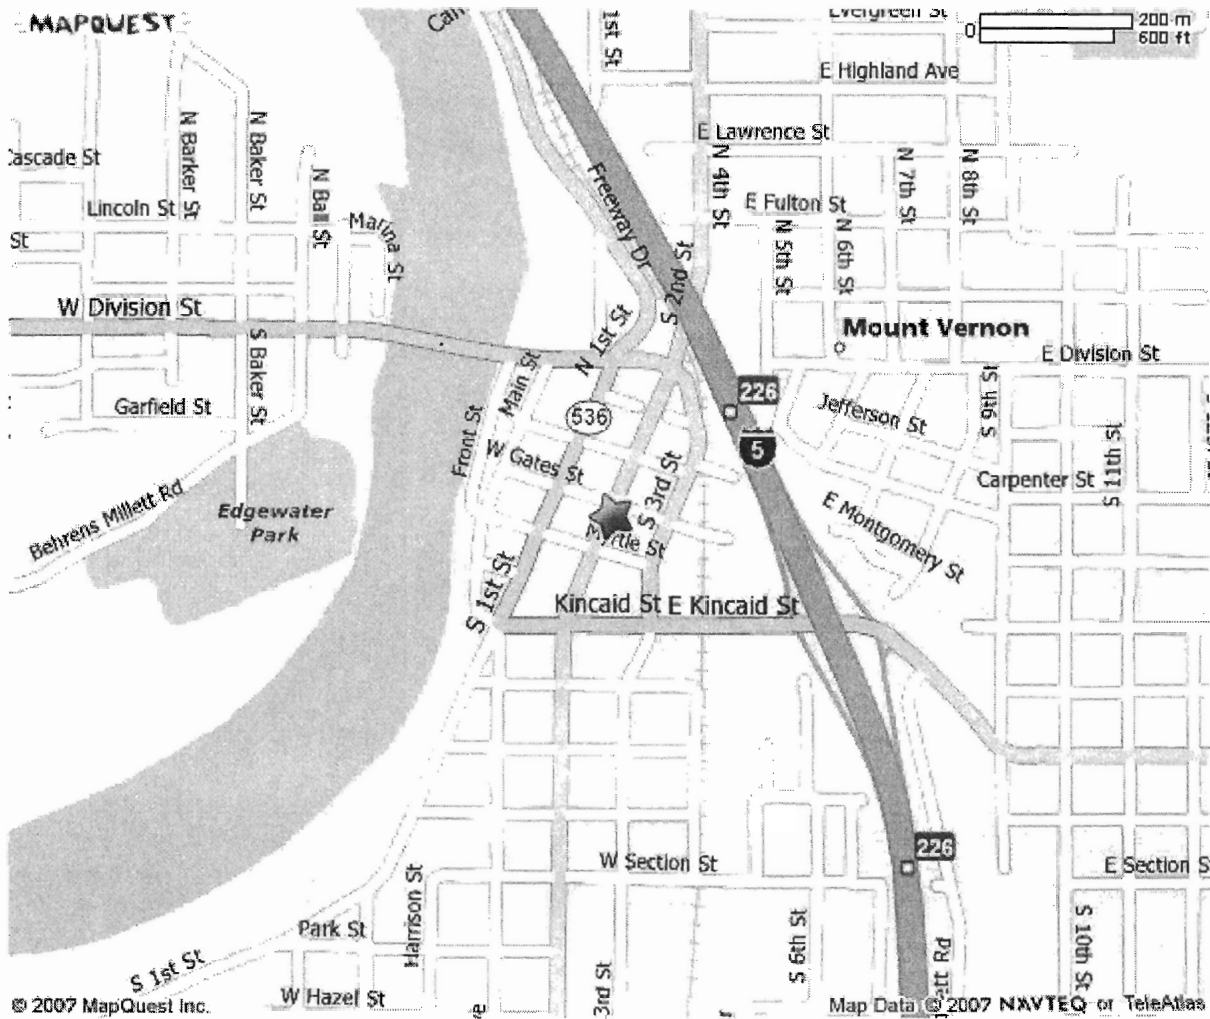 MAPQUEST
Evergreen St
0
200 m
600 ft
1st St
E Highland Ave
E Lawrence St
N Barker St
N Baker St
Cascade St
N Ball St
N 4th St
N 7th St
N 8th St
Lincoln St
Marina St
Freeway Dr
E Fulton St
St
N 5th St
N 6th St
S 2nd St
W Division St
N 1st St
Mount Vernon
S Baker St
Main St
E Division St
Garfield St
226
Jefferson St
S 9th St
536
5
Front St
W Gates St
S 3rd St
Carpenter St
S 11th St
Behrens Millett Rd
Edgewater
Park
Myrtle St
E Montgomery St
S 1st St
Kincaid St
E Kincaid St
226
W Section St
E Section St
Harrison St
Park St
S 6th St
S 10th St
S 1st St
3rd St
W Hazel St
© 2007 MapQuest Inc.
Map Data © 2007 NAVTEQ or TeleAtlas